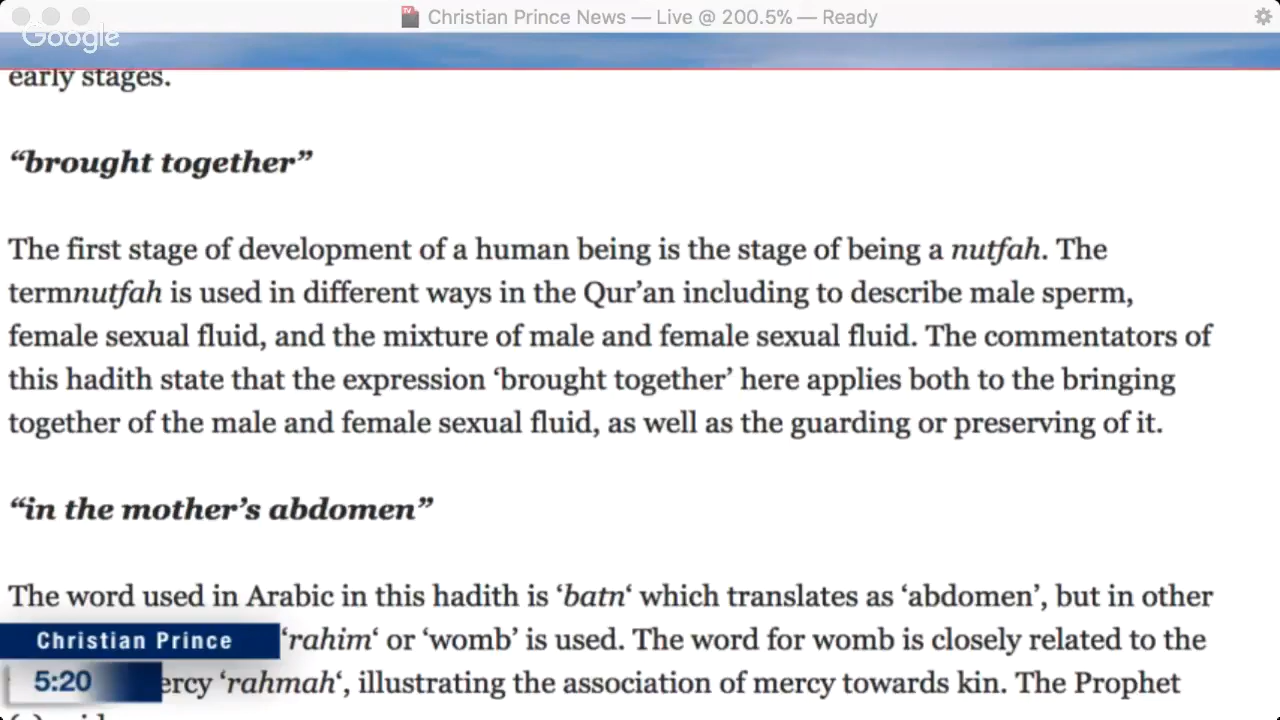 Christian Prince News — Live @ 200.5% — Ready
Google
early stages.
“brought together”
The first stage of development of a human being is the stage of being a nutfah. The
termnutfah is used in different ways in the Qur’an including to describe male sperm,
female sexual fluid, and the mixture of male and female sexual fluid. The commentators of
this hadith state that the expression ‘brought together’ here applies both to the bringing
together of the male and female sexual fluid, as well as the guarding or preserving of it.
“in the mother’s abdomen”
The word used in Arabic in this hadith is ‘batn‘ which translates as ‘abdomen’, but in other
‘rahim‘ or ‘womb’ is used. The word for womb is closely related to the
ercy ‘rahmah‘, illustrating the association of mercy towards kin. The Prophet
Christian Prince
5:20